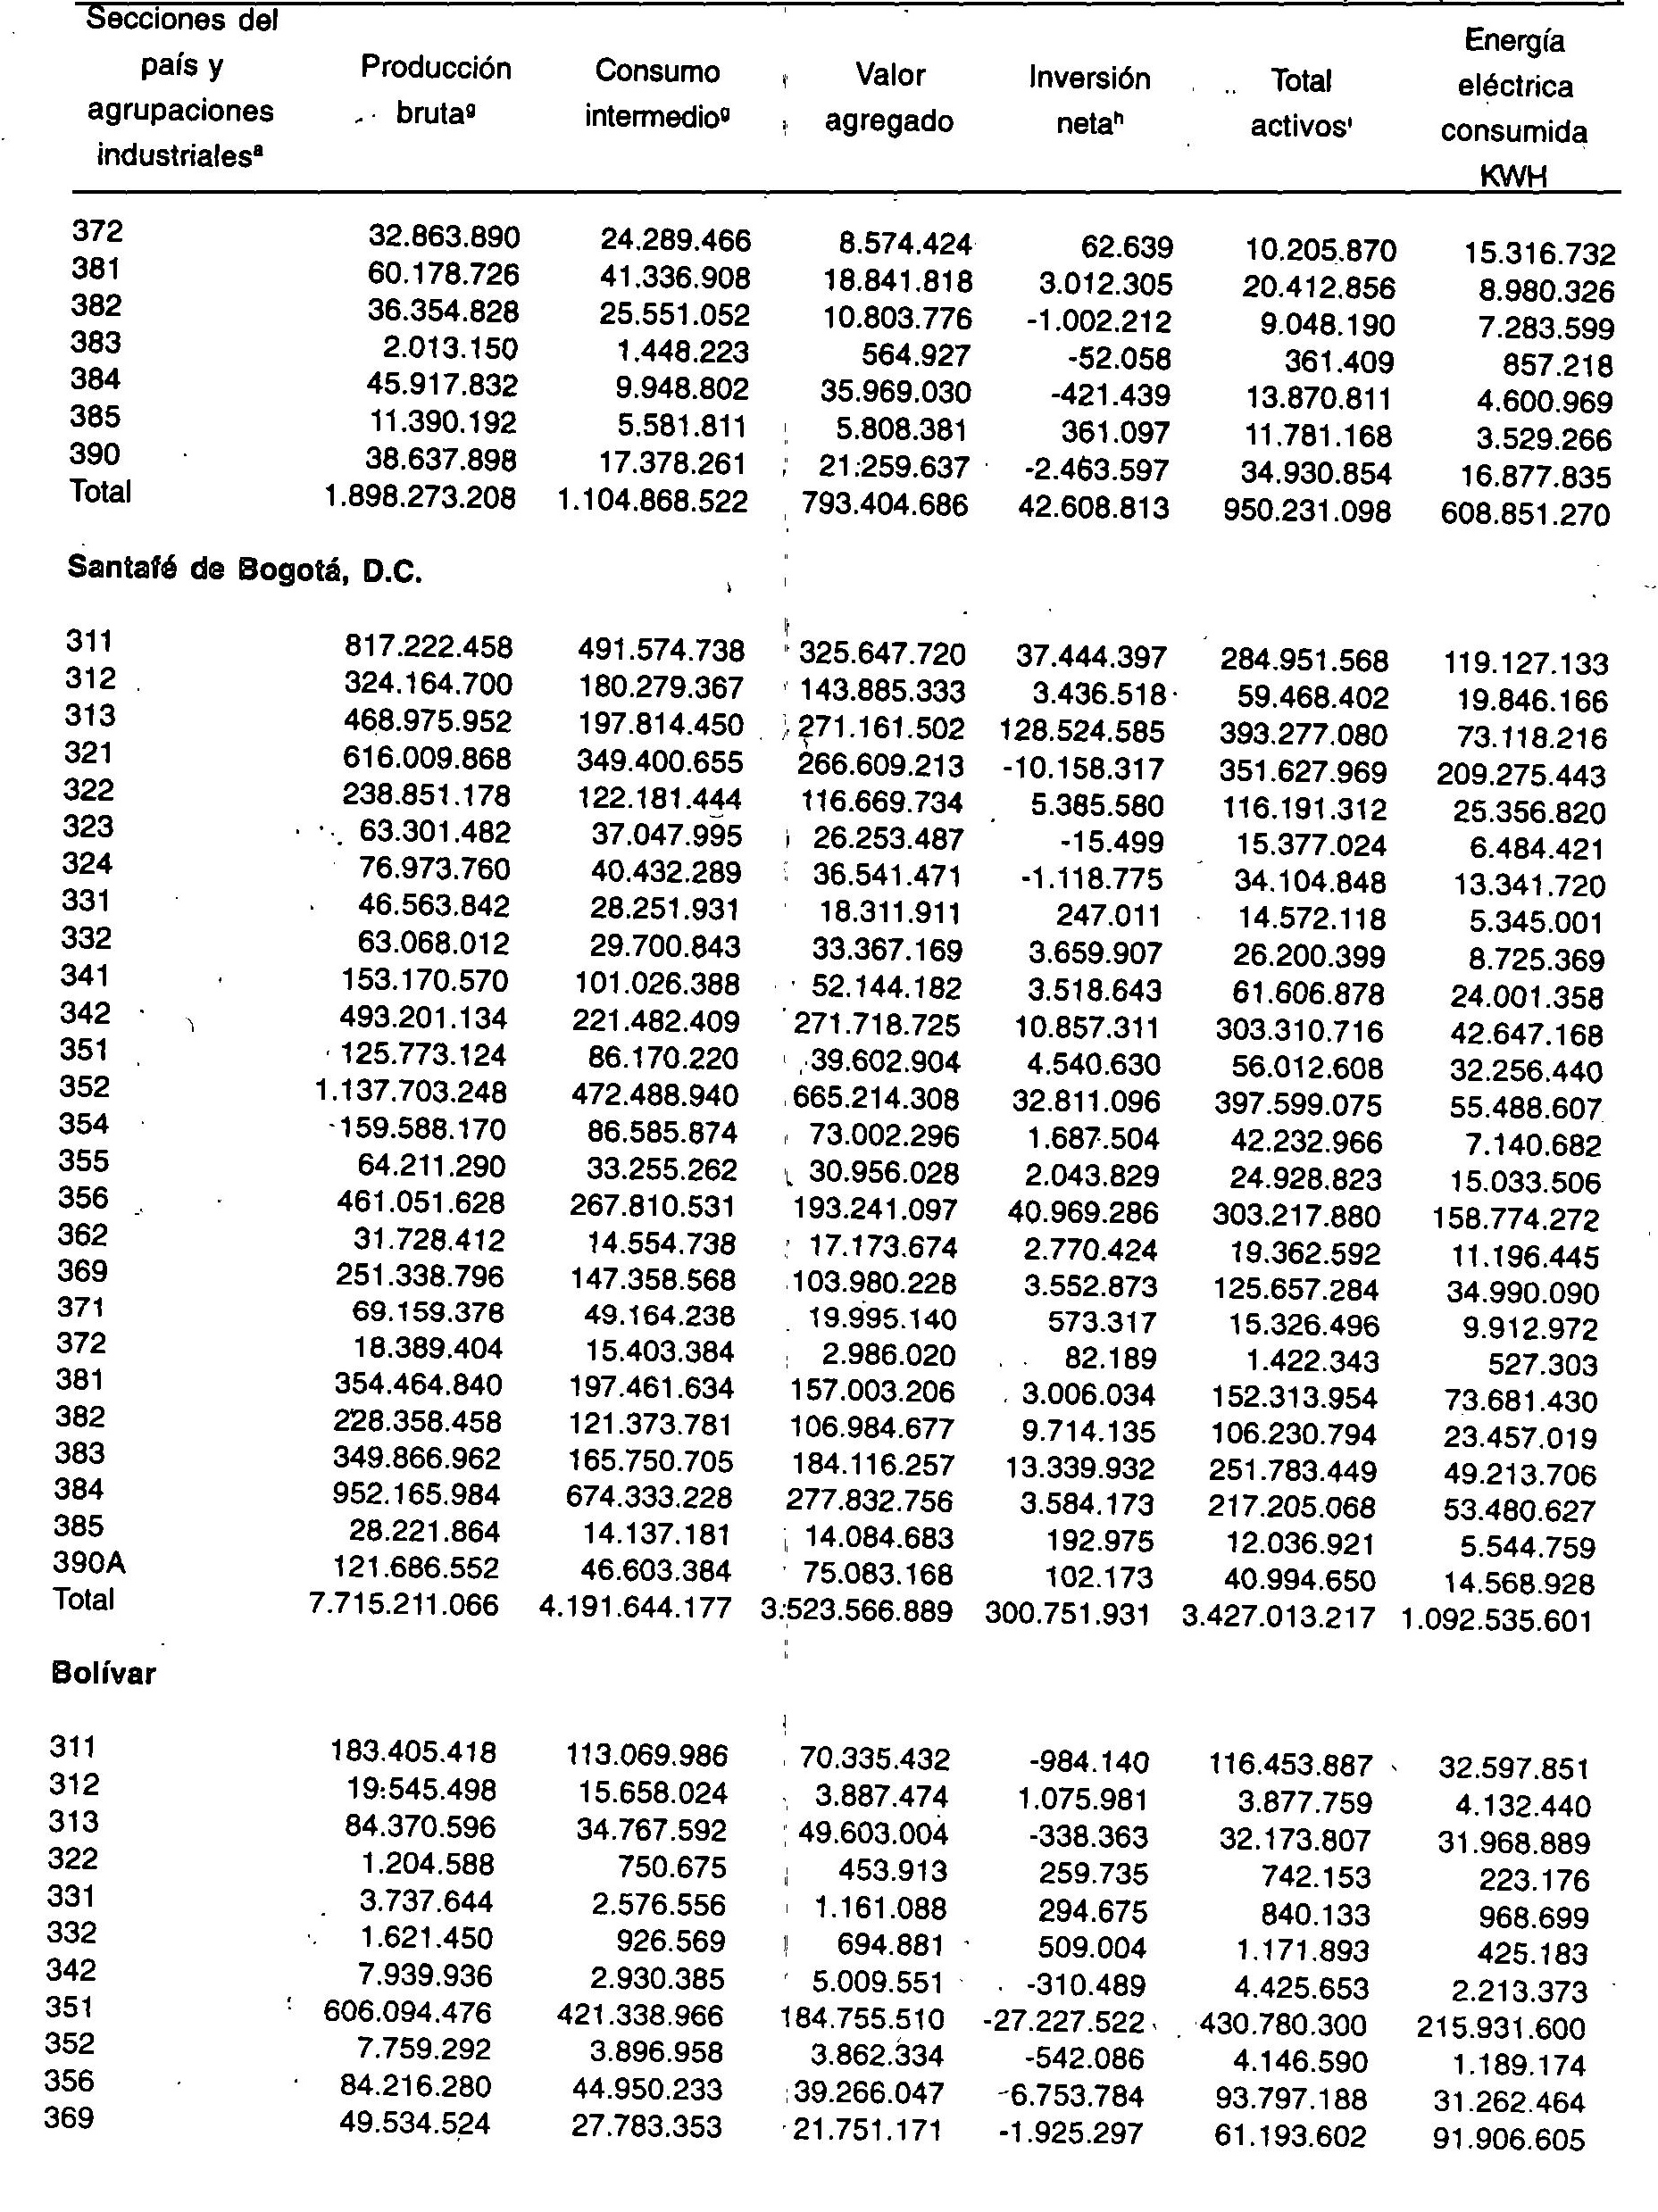 Secciones del país y agrupaciones industrialesª Producción brutaᵍ Consumo intermedioᵍ Valor agregado Inversión netaʰ Total activosⁱ Energía eléctrica consumida KWH
372 32.863.890 24.289.466 8.574.424 62.639 10.205.870 15.316.732
381 60.178.726 41.336.908 18.841.818 3.012.305 20.412.856 8.980.326
382 36.354.828 25.551.052 10.803.776 -1.002.212 9.048.190 7.283.599
383 2.013.150 1.448.223 564.927 -52.058 361.409 857.218
384 45.917.832 9.948.802 35.969.030 -421.439 13.870.811 4.600.969
385 11.390.192 5.581.811 5.808.381 361.097 11.781.168 3.529.266
390 38.637.898 17.378.261 21.259.637 -2.463.597 34.930.854 16.877.835
Total 1.898.273.208 1.104.868.522 793.404.686 42.608.813 950.231.098 608.851.270
Santafé de Bogotá, D.C.
311 817.222.458 491.574.738 325.647.720 37.444.397 284.951.568 119.127.133
312 324.164.700 180.279.367 143.885.333 3.436.518 59.468.402 19.846.166
313 468.975.952 197.814.450 271.161.502 128.524.585 393.277.080 73.118.216
321 616.009.868 349.400.655 266.609.213 -10.158.317 351.627.969 209.275.443
322 238.851.178 122.181.444 116.669.734 5.385.580 116.191.312 25.356.820
323 63.301.482 37.047.995 26.253.487 -15.499 15.377.024 6.484.421
324 76.973.760 40.432.289 36.541.471 -1.118.775 34.104.848 13.341.720
331 46.563.842 28.251.931 18.311.911 247.011 14.572.118 5.345.001
332 63.068.012 29.700.843 33.367.169 3.659.907 26.200.399 8.725.369
341 153.170.570 101.026.388 52.144.182 3.518.643 61.606.878 24.001.358
342 493.201.134 221.482.409 271.718.725 10.857.311 303.310.716 42.647.168
351 125.773.124 86.170.220 39.602.904 4.540.630 56.012.608 32.256.440
352 1.137.703.248 472.488.940 665.214.308 32.811.096 397.599.075 55.488.607
354 159.588.170 86.585.874 73.002.296 1.687.504 42.232.966 7.140.682
355 64.211.290 33.255.262 30.956.028 2.043.829 24.928.823 15.033.506
356 461.051.628 267.810.531 193.241.097 40.969.286 303.217.880 158.774.272
362 31.728.412 14.554.738 17.173.674 2.770.424 19.362.592 11.196.445
369 251.338.796 147.358.568 103.980.228 3.552.873 125.657.284 34.990.090
371 69.159.378 49.164.238 19.995.140 573.317 15.326.496 9.912.972
372 18.389.404 15.403.384 2.986.020 82.189 1.422.343 527.303
381 354.464.840 197.461.634 157.003.206 3.006.034 152.313.954 73.681.430
382 228.358.458 121.373.781 106.984.677 9.714.135 106.230.794 23.457.019
383 349.866.962 165.750.705 184.116.257 13.339.932 251.783.449 49.213.706
384 952.165.984 674.333.228 277.832.756 3.584.173 217.205.068 53.480.627
385 28.221.864 14.137.181 14.084.683 192.975 12.036.921 5.544.759
390A 121.686.552 46.603.384 75.083.168 102.173 40.994.650 14.568.928
Total 7.715.211.066 4.191.644.177 3.523.566.889 300.751.931 3.427.013.217 1.092.535.601
Bolívar
311 183.405.418 113.069.986 70.335.432 -984.140 116.453.887 32.597.851
312 19.545.498 15.658.024 3.887.474 1.075.981 3.877.759 4.132.440
313 84.370.596 34.767.592 49.603.004 -338.363 32.173.807 31.968.889
322 1.204.588 750.675 453.913 259.735 742.153 223.176
331 3.737.644 2.576.556 1.161.088 294.675 840.133 968.699
332 1.621.450 926.569 694.881 509.004 1.171.893 425.183
342 7.939.936 2.930.385 5.009.551 -310.489 4.425.653 2.213.373
351 606.094.476 421.338.966 184.755.510 -27.227.522 430.780.300 215.931.600
352 7.759.292 3.896.958 3.862.334 -542.086 4.146.590 1.189.174
356 84.216.280 44.950.233 39.266.047 -6.753.784 93.797.188 31.262.464
369 49.534.524 27.783.353 21.751.171 -1.925.297 61.193.602 91.906.605